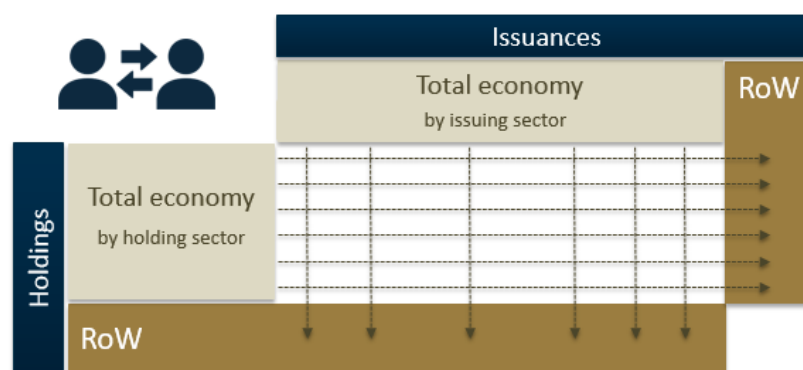 Issuances
Total economy
by issuing sector
RoW
Holdings
Total economy
by holding sector
RoW